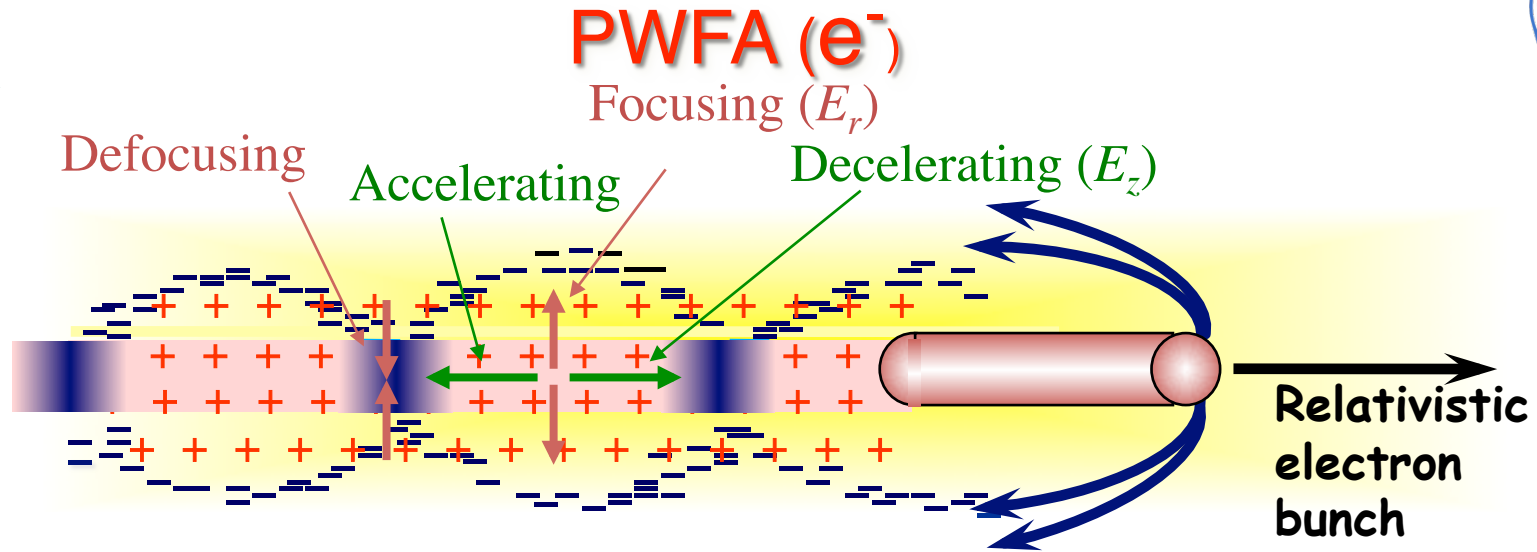 PWFA (e-)
Focusing (Er)
Defocusing
Accelerating
Decelerating (Ez)
Relativistic
electron
bunch